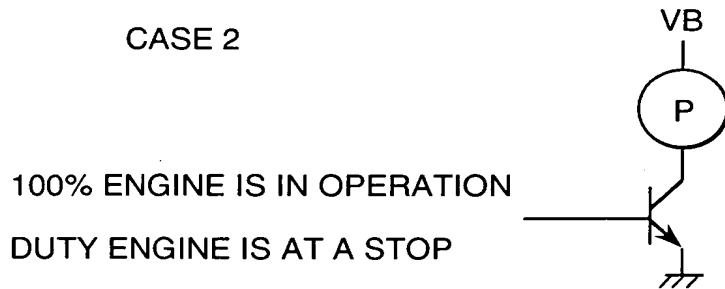 CASE 2
VB
P
100% ENGINE IS IN OPERATION
DUTY ENGINE IS AT A STOP